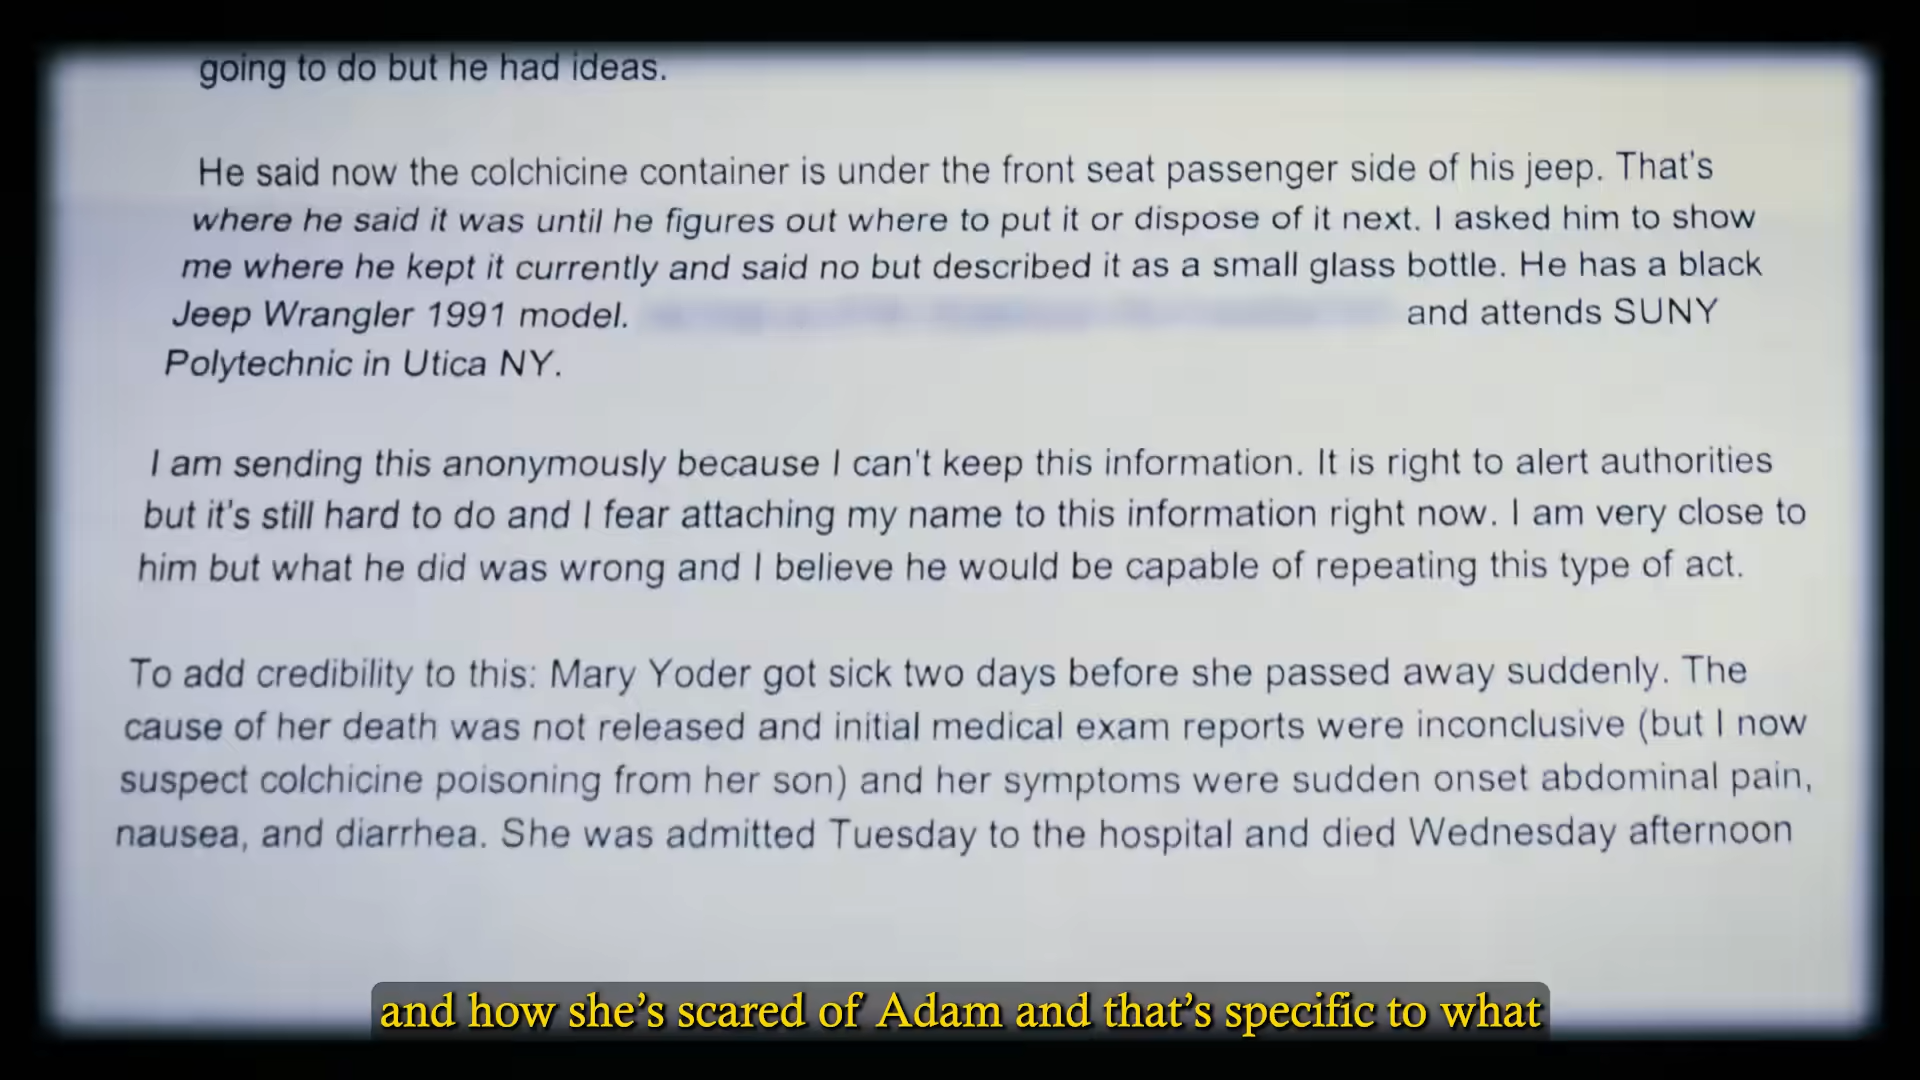 going to do but he had ideas.
He said now the colchicine container is under the front seat passenger side of his jeep. That's
where he said it was until he figures out where to put it or dispose of it next. I asked him to show
me where he kept it currently and said no but described it as a small glass bottle. He has a black
Jeep Wrangler 1991 model. and attends SUNY
Polytechnic in Utica NY.
I am sending this anonymously because I can't keep this information. It is right to alert authorities
but it's still hard to do and I fear attaching my name to this information right now. I am very close to
him but what he did was wrong and I believe he would be capable of repeating this type of act.
To add credibility to this: Mary Yoder got sick two days before she passed away suddenly. The
cause of her death was not released and initial medical exam reports were inconclusive (but I now
suspect colchicine poisoning from her son) and her symptoms were sudden onset abdominal pain,
nausea, and diarrhea. She was admitted Tuesday to the hospital and died Wednesday afternoon
and how she's scared of Adam and that's specific to what